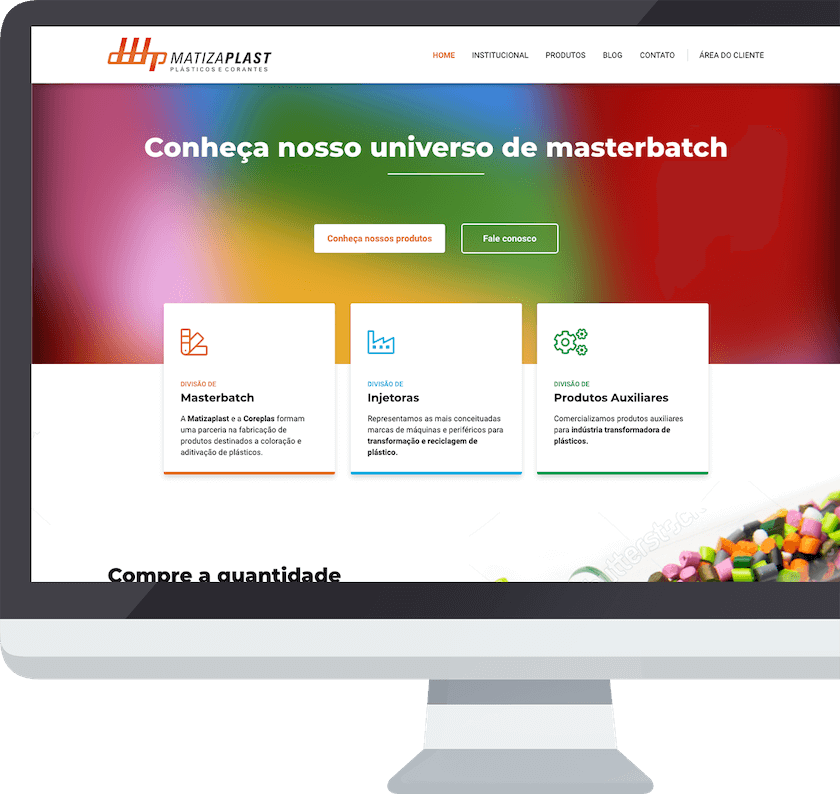 MATIZAPLAST
PLÁSTICOS E CORANTES
HOME INSTITUCIONAL PRODUTOS BLOG CONTATO ÁREA DO CLIENTE
Conheça nosso universo de masterbatch
Conheça nossos produtos
Fale conosco
DIVISÃO DE
Masterbatch
A Matizaplast e a Coreplas formam
uma parceria na fabricação de
produtos destinados a coloração e
aditivação de plásticos.
DIVISÃO DE
Injetoras
Representamos as mais conceituadas
marcas de máquinas e periféricos para
transformação e reciclagem de
plástico.
DIVISÃO DE
Produtos Auxiliares
Comercializamos produtos auxiliares
para indústria transformadora de
plásticos.
Compre a quantidade